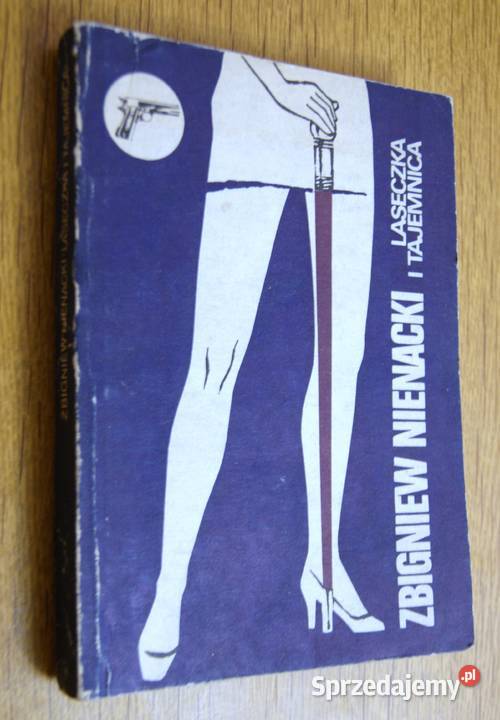 ZBIGNIEW NIENACKI LASECZKA I TAJEMNICA
ZBIGNIEW NIENACKI
LASECZKA
I TAJEMNICA
Sprzedajemy.pl